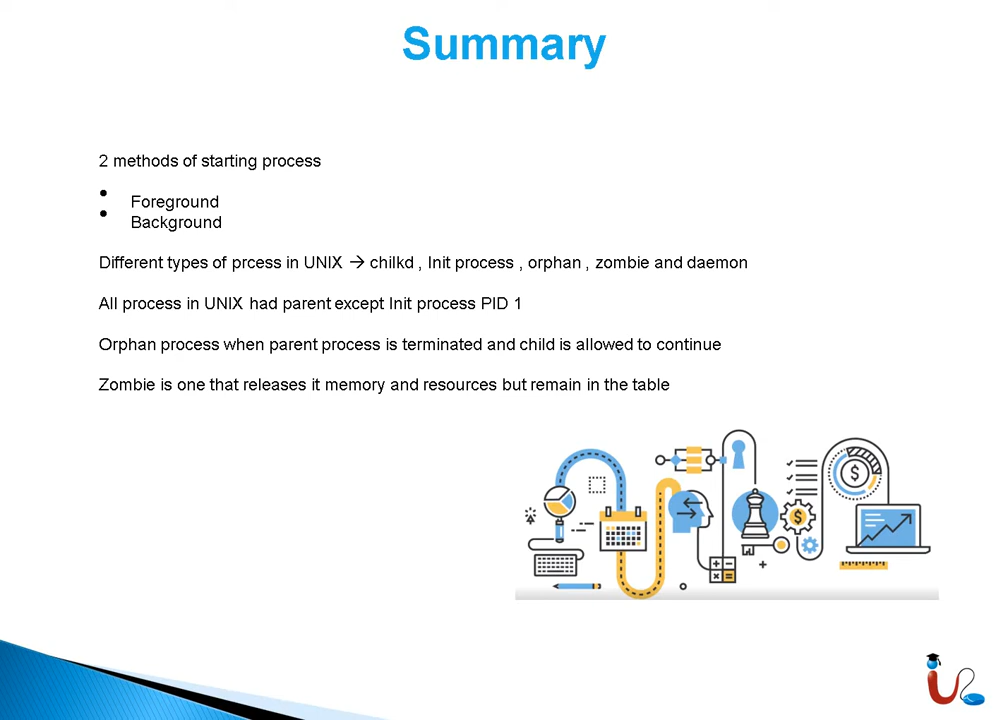 Summary
2 methods of starting process
• Foreground
• Background
Different types of prcess in UNIX → chilkd , Init process , orphan , zombie and daemon
All process in UNIX had parent except Init process PID 1
Orphan process when parent process is terminated and child is allowed to continue
Zombie is one that releases it memory and resources but remain in the table